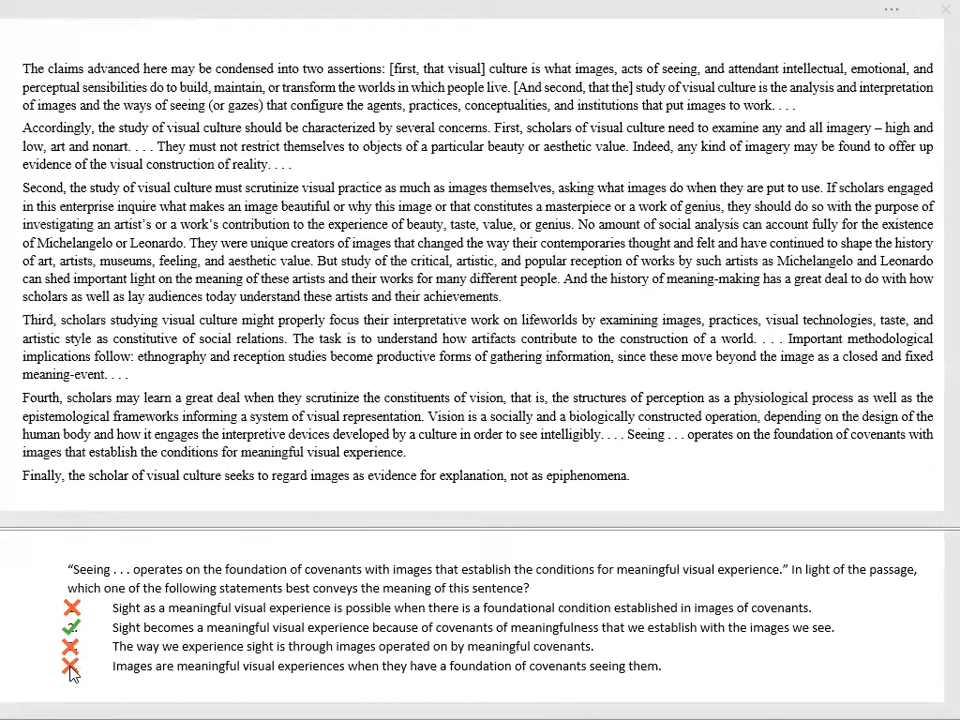 The claims advanced here may be condensed into two assertions: [first, that visual] culture is what images, acts of seeing, and attendant intellectual, emotional, and
perceptual sensibilities do to build, maintain, or transform the worlds in which people live. [And second, that the] study of visual culture is the analysis and interpretation
of images and the ways of seeing (or gazes) that configure the agents, practices, conceptualities, and institutions that put images to work. . . .
Accordingly, the study of visual culture should be characterized by several concerns. First, scholars of visual culture need to examine any and all imagery – high and
low, art and nonart. . . . They must not restrict themselves to objects of a particular beauty or aesthetic value. Indeed, any kind of imagery may be found to offer up
evidence of the visual construction of reality. . . .
Second, the study of visual culture must scrutinize visual practice as much as images themselves, asking what images do when they are put to use. If scholars engaged
in this enterprise inquire what makes an image beautiful or why this image or that constitutes a masterpiece or a work of genius, they should do so with the purpose of
investigating an artist's or a work's contribution to the experience of beauty, taste, value, or genius. No amount of social analysis can account fully for the existence
of Michelangelo or Leonardo. They were unique creators of images that changed the way their contemporaries thought and felt and have continued to shape the history
of art, artists, museums, feeling, and aesthetic value. But study of the critical, artistic, and popular reception of works by such artists as Michelangelo and Leonardo
can shed important light on the meaning of these artists and their works for many different people. And the history of meaning-making has a great deal to do with how
scholars as well as lay audiences today understand these artists and their achievements.
Third, scholars studying visual culture might properly focus their interpretative work on lifeworlds by examining images, practices, visual technologies, taste, and
artistic style as constitutive of social relations. The task is to understand how artifacts contribute to the construction of a world. . . . Important methodological
implications follow: ethnography and reception studies become productive forms of gathering information, since these move beyond the image as a closed and fixed
meaning-event. . . .
Fourth, scholars may learn a great deal when they scrutinize the constituents of vision, that is, the structures of perception as a physiological process as well as the
epistemological frameworks informing a system of visual representation. Vision is a socially and a biologically constructed operation, depending on the design of the
human body and how it engages the interpretive devices developed by a culture in order to see intelligibly. . . . Seeing . . . operates on the foundation of covenants with
images that establish the conditions for meaningful visual experience.
Finally, the scholar of visual culture seeks to regard images as evidence for explanation, not as epiphenomena.
“Seeing . . . operates on the foundation of covenants with images that establish the conditions for meaningful visual experience.” In light of the passage,
which one of the following statements best conveys the meaning of this sentence?
Sight as a meaningful visual experience is possible when there is a foundational condition established in images of covenants.
Sight becomes a meaningful visual experience because of covenants of meaningfulness that we establish with the images we see.
The way we experience sight is through images operated on by meaningful covenants.
Images are meaningful visual experiences when they have a foundation of covenants seeing them.